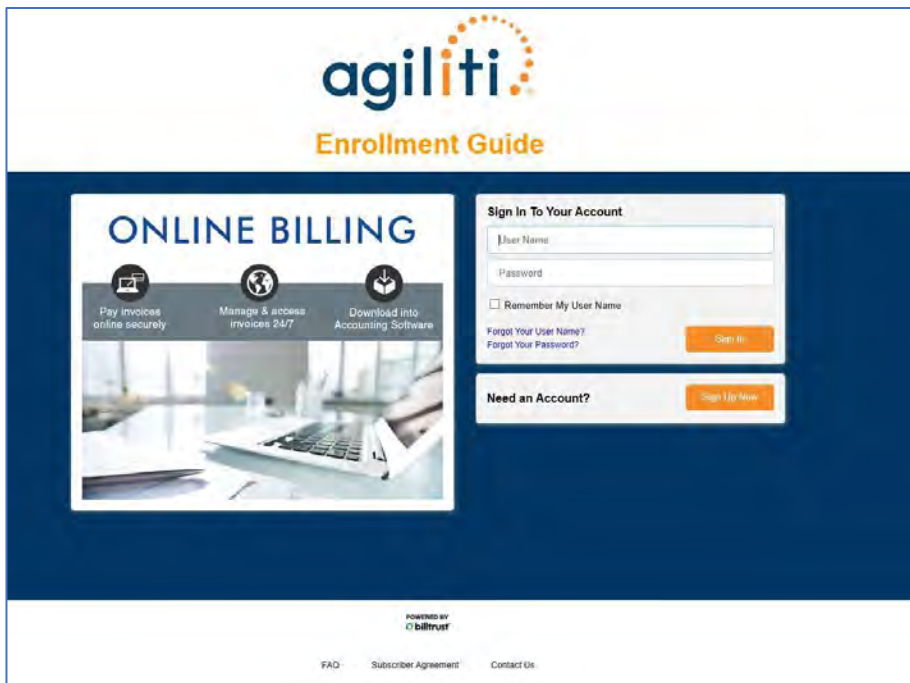 agiliti
Enrollment Guide
ONLINE BILLING
Pay invoices
online securely
Manage & access
invoices 24/7
Download into
Accounting Software
Sign In To Your Account
User Name
Password
Remember My User Name
Forgot Your User Name?
Forgot Your Password?
Sign In
Need an Account?
Sign Up Now
POWERED BY
billtrust
FAQ
Subscriber Agreement
Contact Us